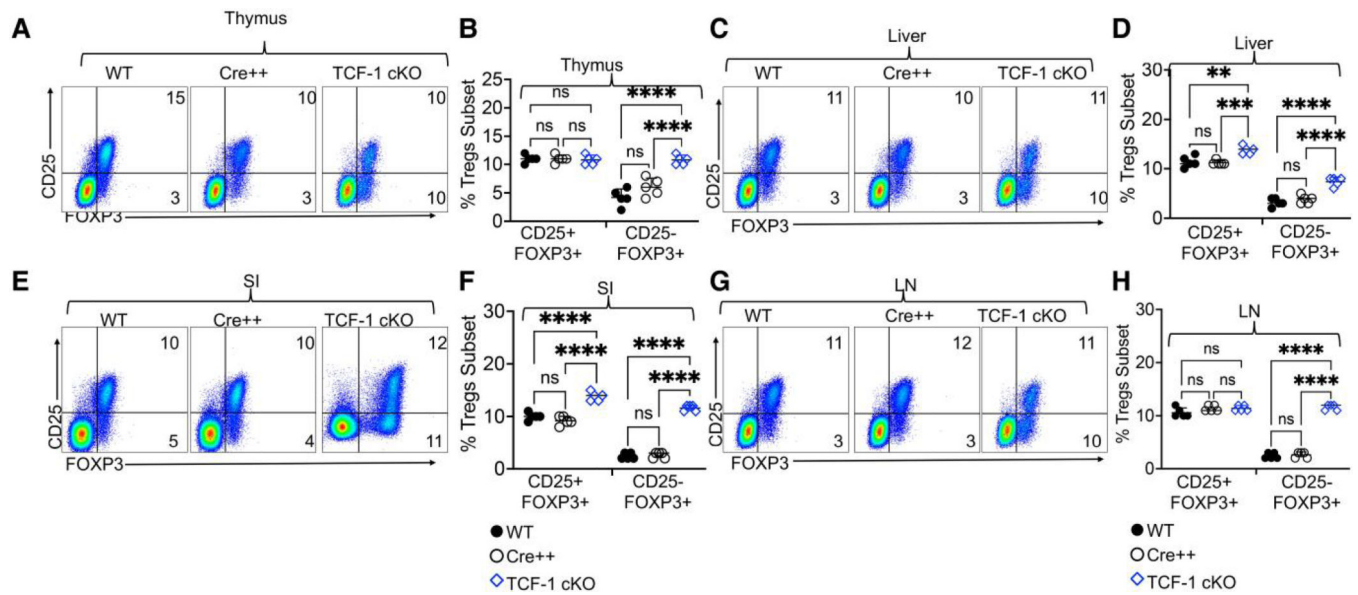 A
Thymus
WT
Cre++
TCF-1 cKO
15
10
10
3
3
10
CD25
FOXP3
B
Thymus
25
20
15
10
5
0
% Tregs Subset
ns
ns
ns
****
****
ns
CD25+
FOXP3+
CD25-
FOXP3+
C
Liver
WT
Cre++
TCF-1 cKO
11
10
11
3
3
10
CD25
FOXP3
D
Liver
30
20
10
0
% Tregs Subset
**
***
ns
****
****
ns
CD25+
FOXP3+
CD25-
FOXP3+
E
SI
WT
Cre++
TCF-1 cKO
10
10
12
5
4
11
CD25
FOXP3
F
SI
30
20
10
0
% Tregs Subset
****
****
ns
****
****
ns
CD25+
FOXP3+
CD25-
FOXP3+
WT
Cre++
TCF-1 cKO
G
LN
WT
Cre++
TCF-1 cKO
11
12
11
3
3
10
CD25
FOXP3
H
LN
30
20
10
0
% Tregs Subset
ns
ns
ns
****
****
ns
CD25+
FOXP3+
CD25-
FOXP3+
WT
Cre++
TCF-1 cKO